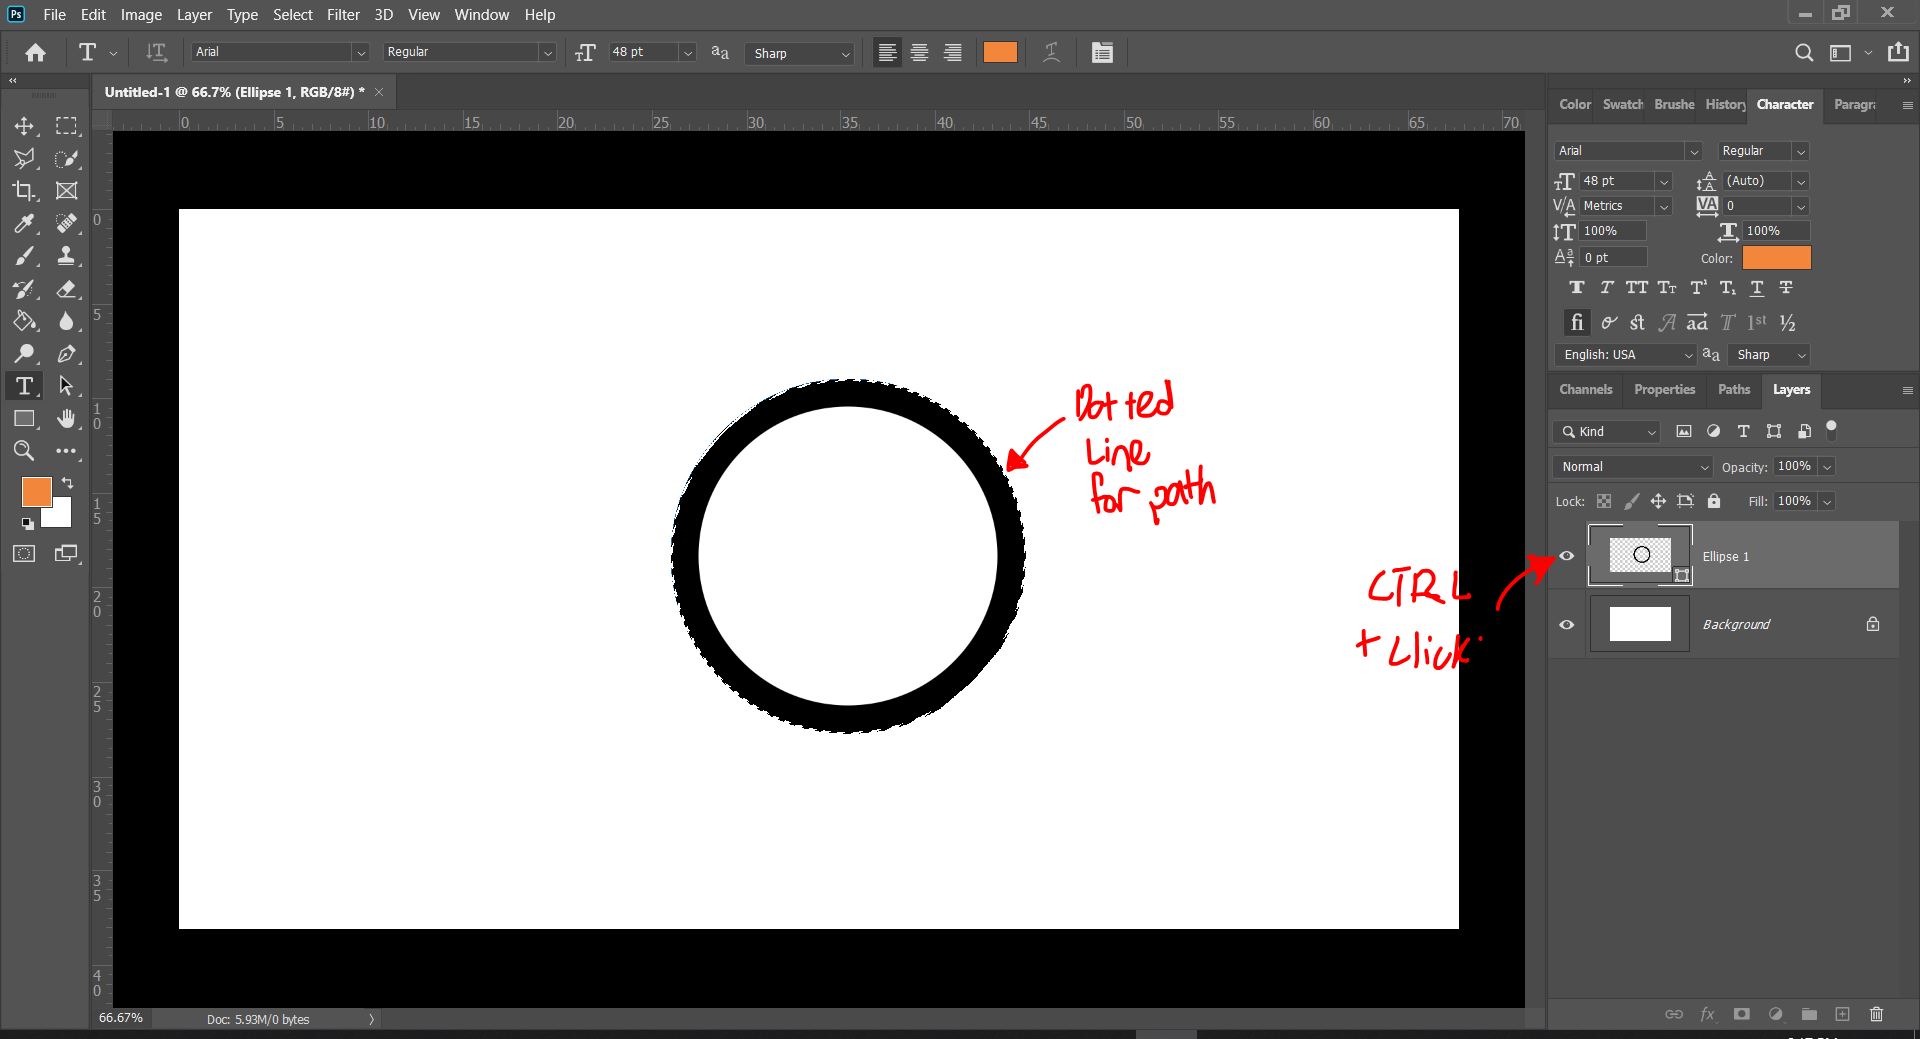 Ps File Edit Image Layer Type Select Filter 3D View Window Help
T Arial Regular 48 pt Sharp
Untitled-1 @ 66.7% (Ellipse 1, RGB/8#) *
Color Swatch Brushe History Character Paragr
0 5 10 15 20 25 30 35 40 45 50 55 60 65 70
0
5
10
15
20
25
30
35
40
Arial Regular
48 pt (Auto)
Metrics 0
100% 100%
0 pt Color:
English: USA aa Sharp
Channels Properties Paths Layers
Kind
Normal Opacity: 100%
Lock: Fill: 100%
Ellipse 1
Background
Dotted
Line
for path
CTRL
+ Click
66.67% Doc: 5.93M/0 bytes